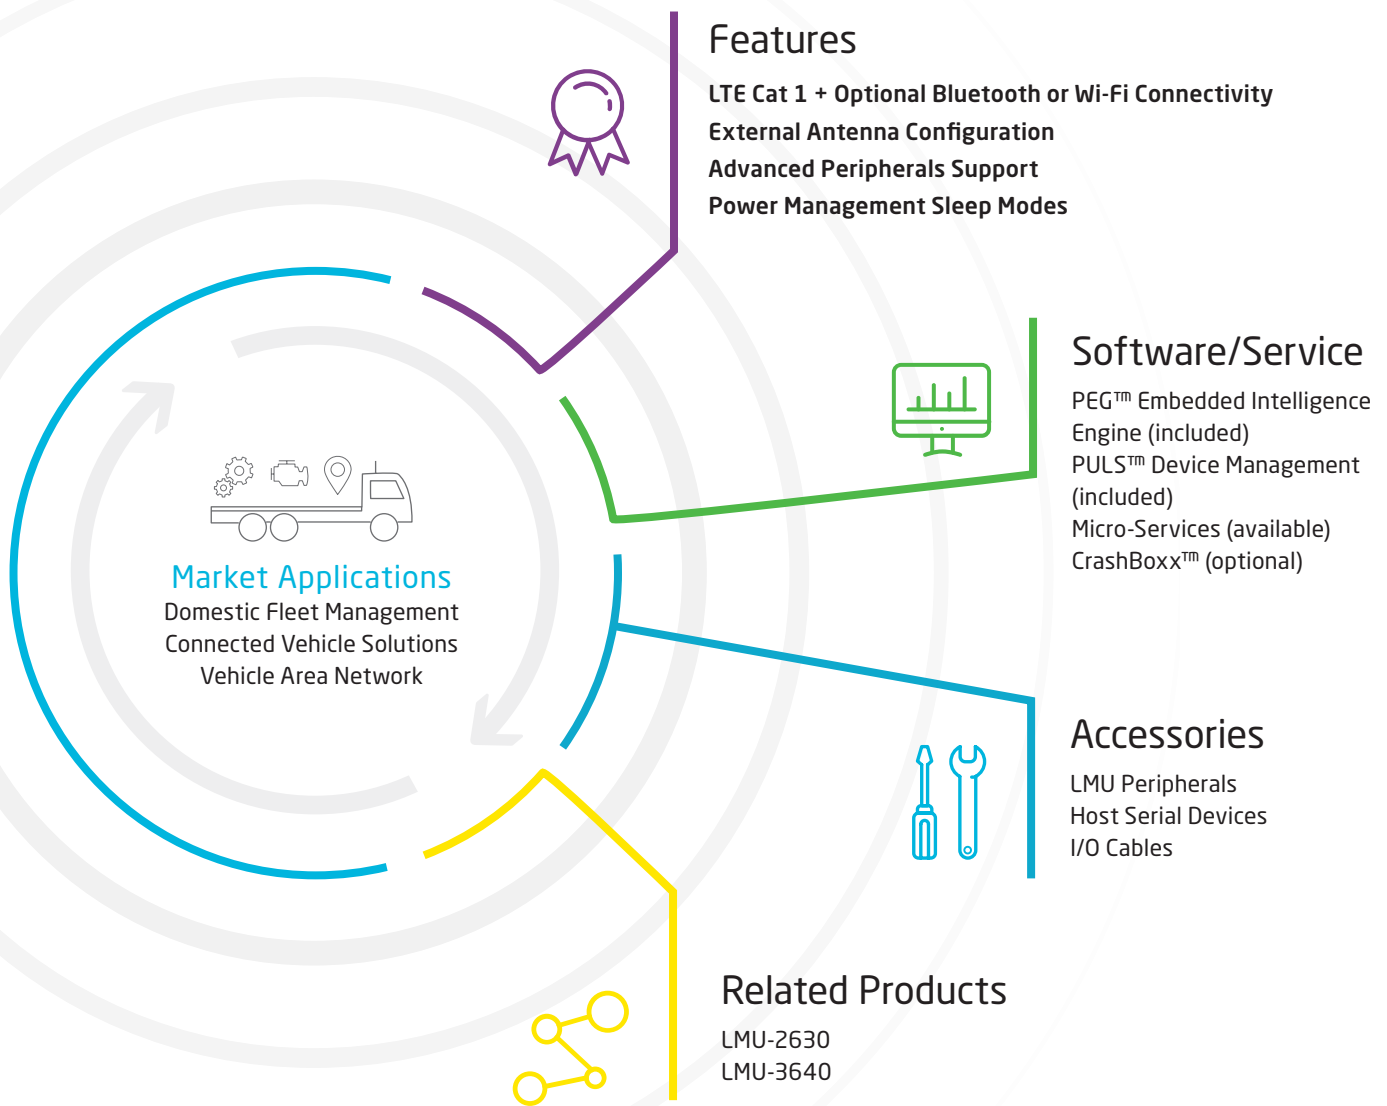 Features
LTE Cat 1 + Optional Bluetooth or Wi-Fi Connectivity
External Antenna Configuration
Advanced Peripherals Support
Power Management Sleep Modes
Software/Service
PEG™ Embedded Intelligence
Engine (included)
PULS™ Device Management
(included)
Micro-Services (available)
CrashBoxx™ (optional)
Market Applications
Domestic Fleet Management
Connected Vehicle Solutions
Vehicle Area Network
Accessories
LMU Peripherals
Host Serial Devices
I/O Cables
Related Products
LMU-2630
LMU-3640